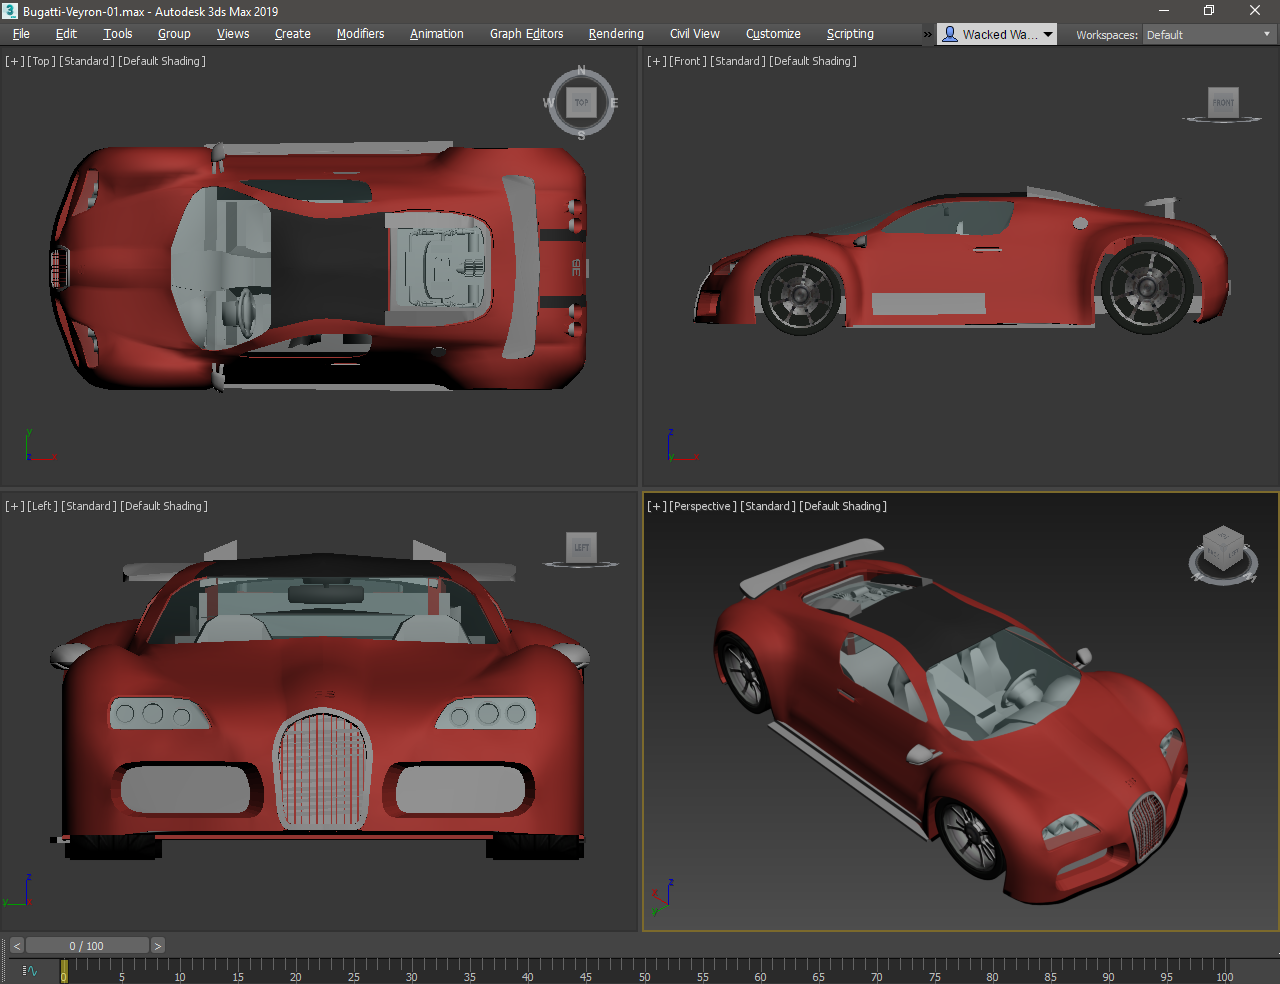 Bugatti-Veyron-01.max - Autodesk 3ds Max 2019
File Edit Tools Group Views Create Modifiers Animation Graph Editors Rendering Civil View Customize Scripting » Wacked Wa... Workspaces: Default
[+] [Top] [Standard] [Default Shading]
[+] [Front] [Standard] [Default Shading]
N
W TOP E
S
FRONT
y
z
x
z
y
x
[+] [Left] [Standard] [Default Shading]
[+] [Perspective] [Standard] [Default Shading]
LEFT
z
y
z
x
y
< 0 / 100 >
0 5 10 15 20 25 30 35 40 45 50 55 60 65 70 75 80 85 90 95 100